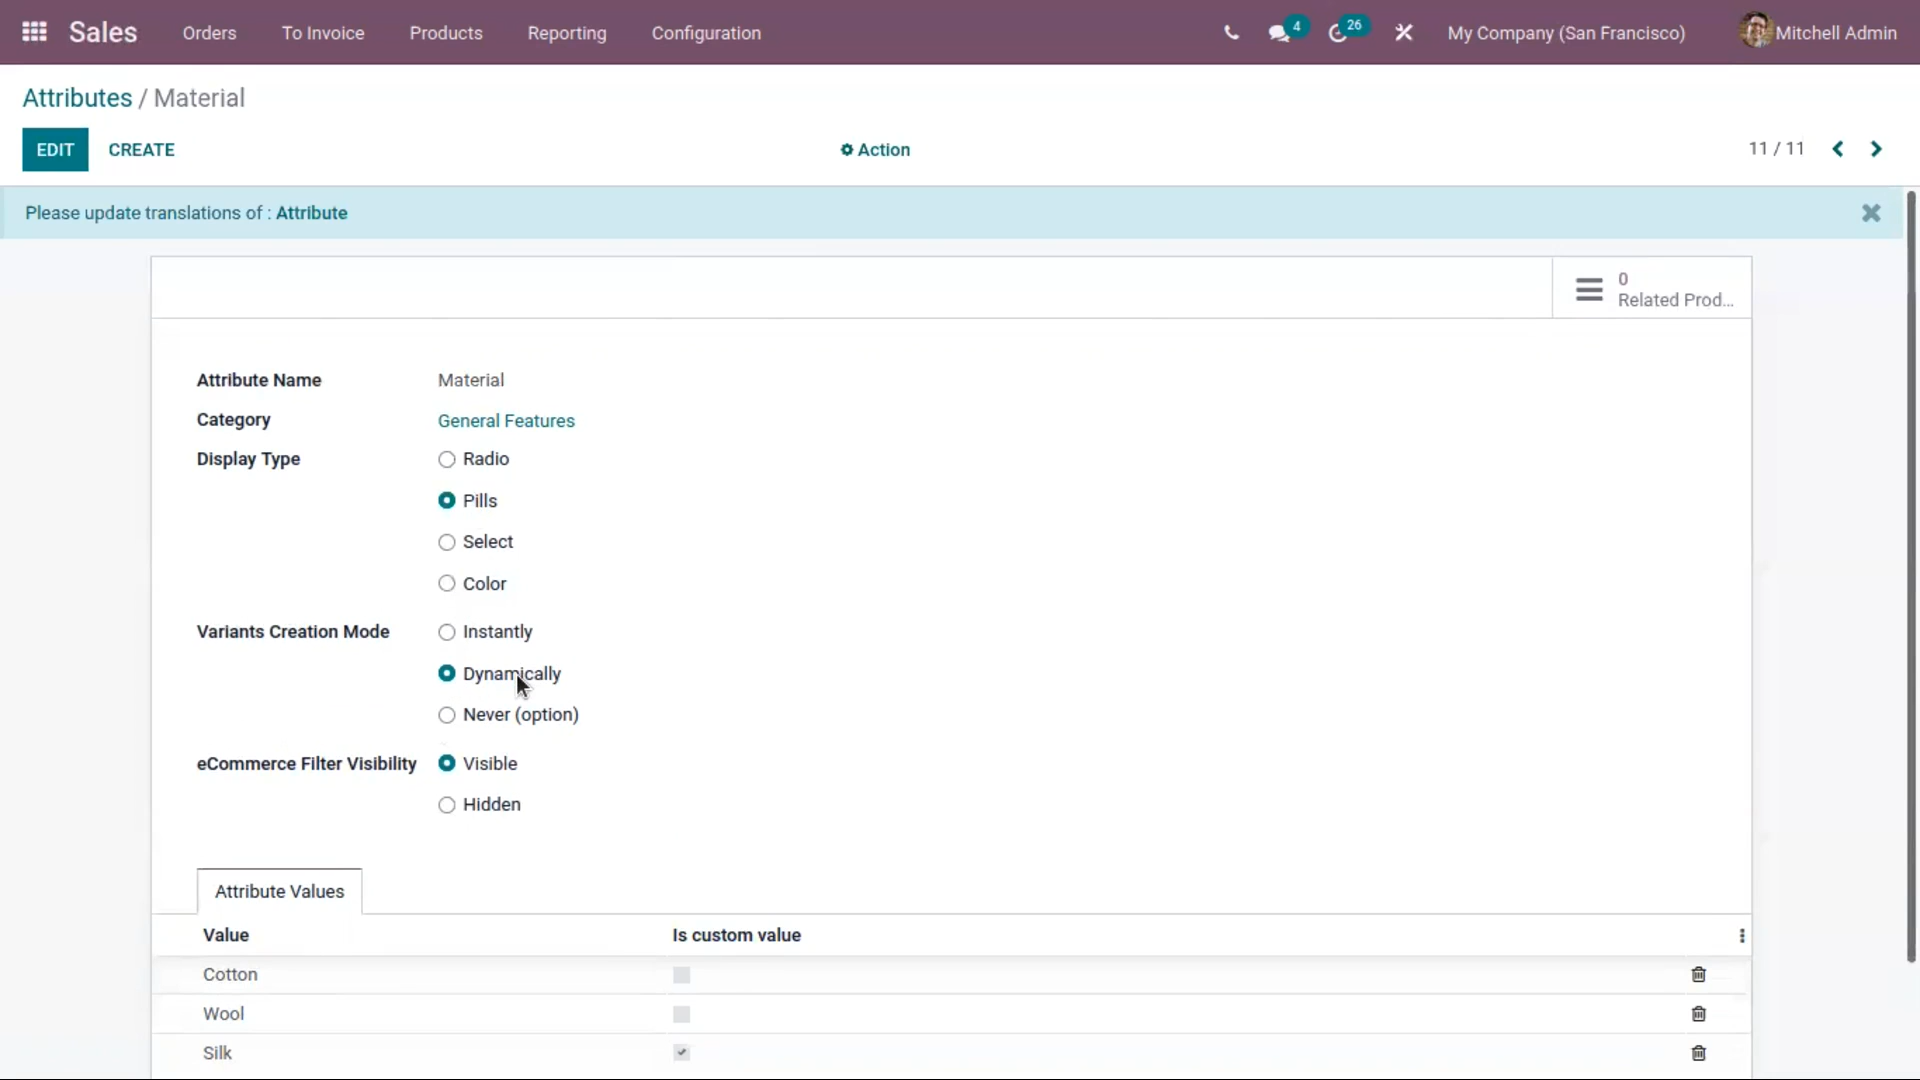 Sales Orders To Invoice Products Reporting Configuration 4 26 My Company (San Francisco) Mitchell Admin
Attributes / Material
EDIT CREATE Action 11 / 11
Please update translations of : Attribute
0
Related Prod...
Attribute Name Material
Category General Features
Display Type Radio
Pills
Select
Color
Variants Creation Mode Instantly
Dynamically
Never (option)
eCommerce Filter Visibility Visible
Hidden
Attribute Values
Value Is custom value
Cotton
Wool
Silk